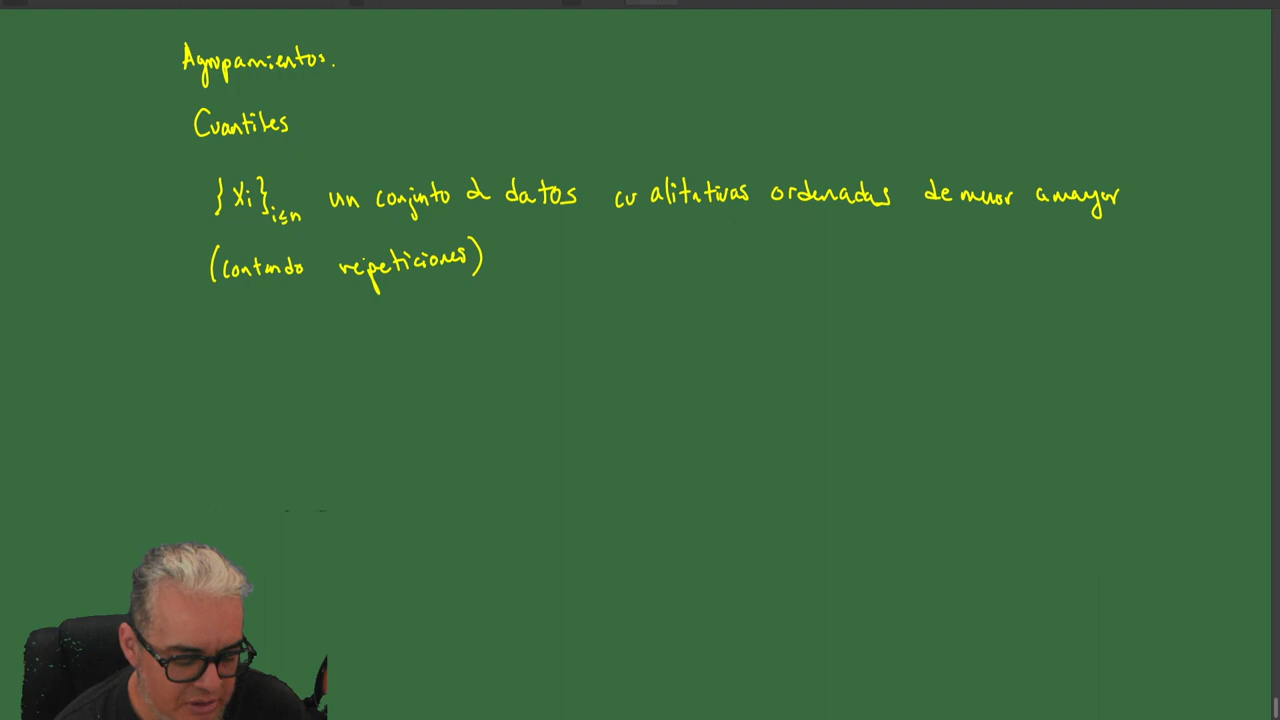 Agrupamientos.
Cuantiles
}Xi}i≤n un conjunto d datos cualitativas ordenadas de menor a mayor
(contando repeticiones)